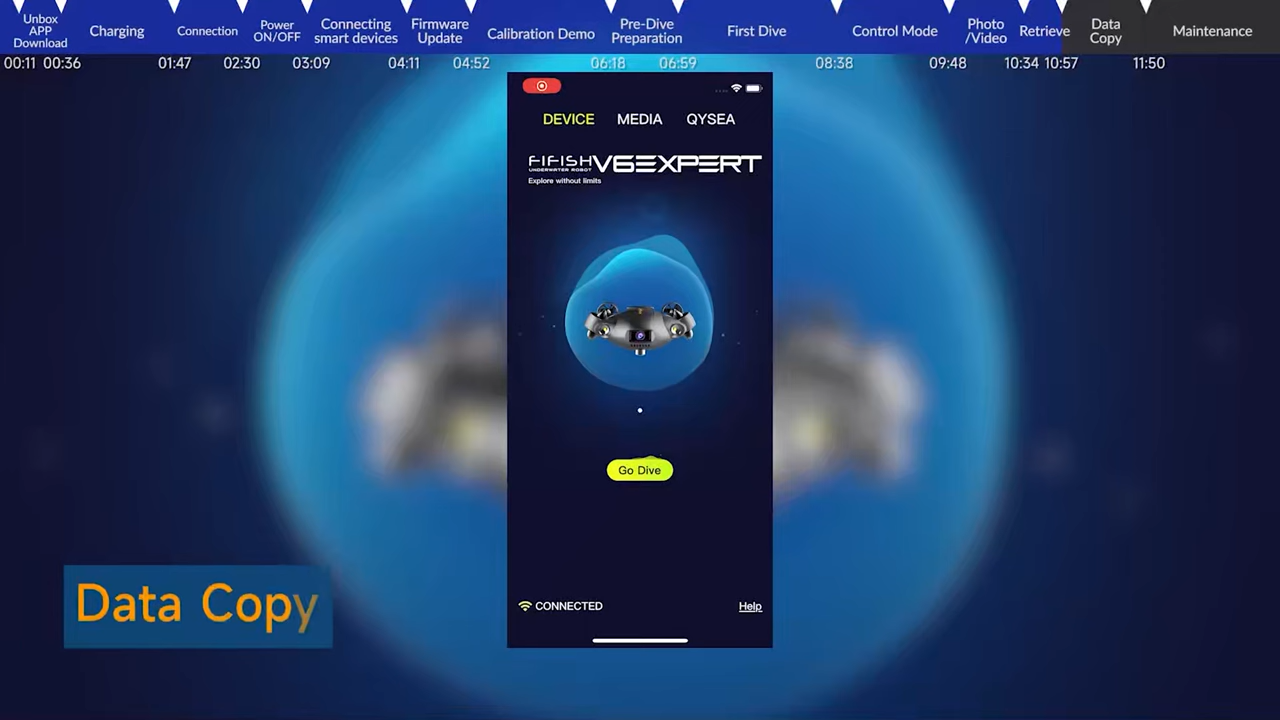 Unbox
APP
Download
Charging
Connection
Power
ON/OFF
Connecting
smart devices
Firmware
Update
Calibration Demo
Pre-Dive
Preparation
First Dive
Control Mode
Photo
/Video
Retrieve
Data
Copy
Maintenance
00:11 00:36 01:47 02:30 03:09 04:11 04:52 06:18 06:59 08:38 09:48 10:34 10:57 11:50
DEVICE MEDIA QYSEA
FIFISH V6EXPERT
UNDERWATER ROBOT
Explore without limits
Go Dive
Data Copy
CONNECTED Help